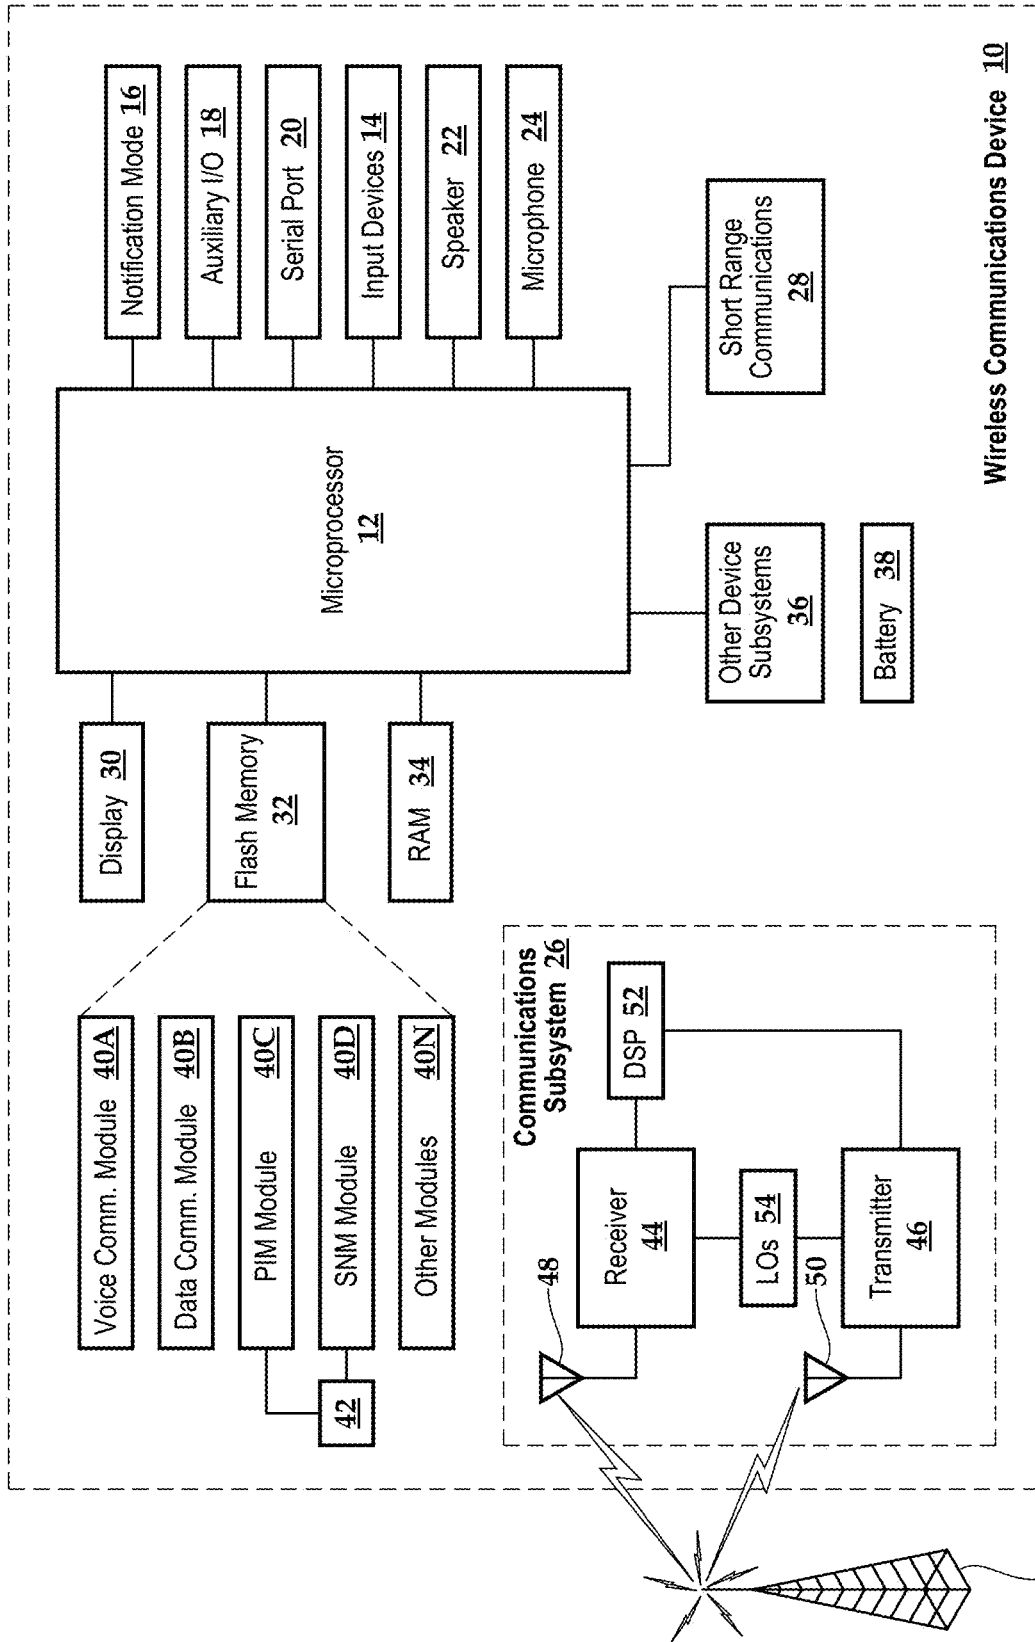 Voice Comm. Module 40A
Data Comm. Module 40B
PIM Module 40C
SNM Module 40D
Other Modules 40N
42
Display 30
Flash Memory
32
RAM 34
Microprocessor
12
Notification Mode 16
Auxiliary I/O 18
Serial Port 20
Input Devices 14
Speaker 22
Microphone 24
Communications
Subsystem 26
48
Receiver
44
DSP 52
LOs 54
50
Transmitter
46
Other Device
Subsystems
36
Short Range
Communications
28
Battery 38
Wireless Communications Device 10